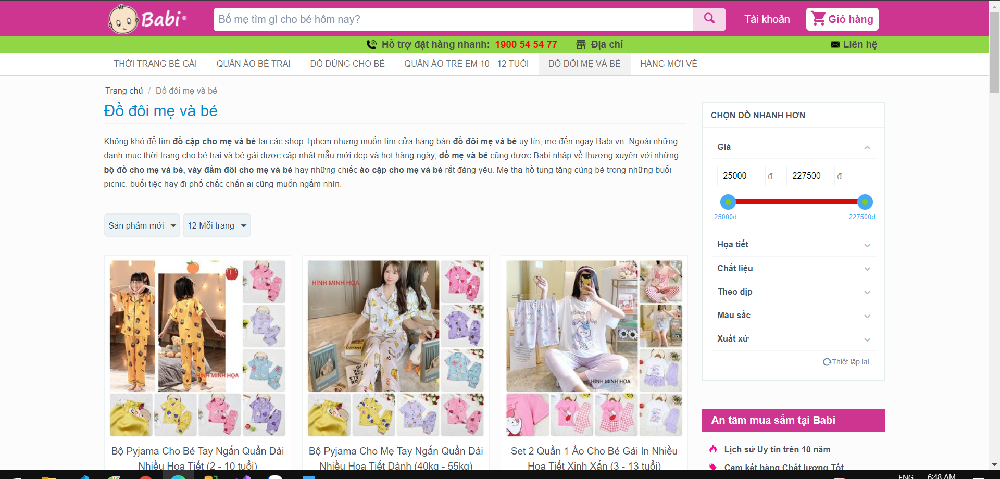 Babi®
Bố mẹ tìm gì cho bé hôm nay?
Tài khoản
Giỏ hàng
Hỗ trợ đặt hàng nhanh: 1900 54 54 77
Địa chỉ
Liên hệ
THỜI TRANG BÉ GÁI
QUẦN ÁO BÉ TRAI
ĐỒ DÙNG CHO BÉ
QUẦN ÁO TRẺ EM 10 - 12 TUỔI
ĐỒ ĐÔI MẸ VÀ BÉ
HÀNG MỚI VỀ
Trang chủ / Đồ đôi mẹ và bé
Đồ đôi mẹ và bé
Không khó để tìm đồ cặp cho mẹ và bé tại các shop Tphcm nhưng muốn tìm cửa hàng bán đồ đôi mẹ và bé uy tín, mẹ đến ngay Babi.vn. Ngoài những
danh mục thời trang cho bé trai và bé gái được cập nhật mẫu mới đẹp và hot hàng ngày, đồ mẹ và bé cũng được Babi nhập về thương xuyên với những
bộ đồ cho mẹ và bé, váy đầm đôi cho mẹ và bé hay những chiếc áo cặp cho mẹ và bé rất đáng yêu. Mẹ tha hồ tung tăng cùng bé trong những buổi
picnic, buổi tiệc hay đi phố chắc chắn ai cũng muốn ngắm nhìn.
Sản phẩm mới
12 Mỗi trang
HÌNH MINH HỌA
HÌNH MINH HỌA
HÌNH MINH HỌA
Bộ Pyjama Cho Bé Tay Ngắn Quần Dài
Nhiều Họa Tiết (2 - 10 tuổi)
Bộ Pyjama Cho Mẹ Tay Ngắn Quần Dài
Nhiều Họa Tiết Dành (40kg - 55kg)
Set 2 Quần 1 Áo Cho Bé Gái In Nhiều
Họa Tiết Xinh Xắn (3 - 13 tuổi)
CHỌN ĐỒ NHANH HƠN
Giá
25000 đ – 227500 đ
25000đ
227500đ
Họa tiết
Chất liệu
Theo dịp
Màu sắc
Xuất xứ
Thiết lập lại
An tâm mua sắm tại Babi
Lịch sử Uy tín trên 10 năm
Cam kết hàng Chất lượng Tốt
ENG
6:48 AM